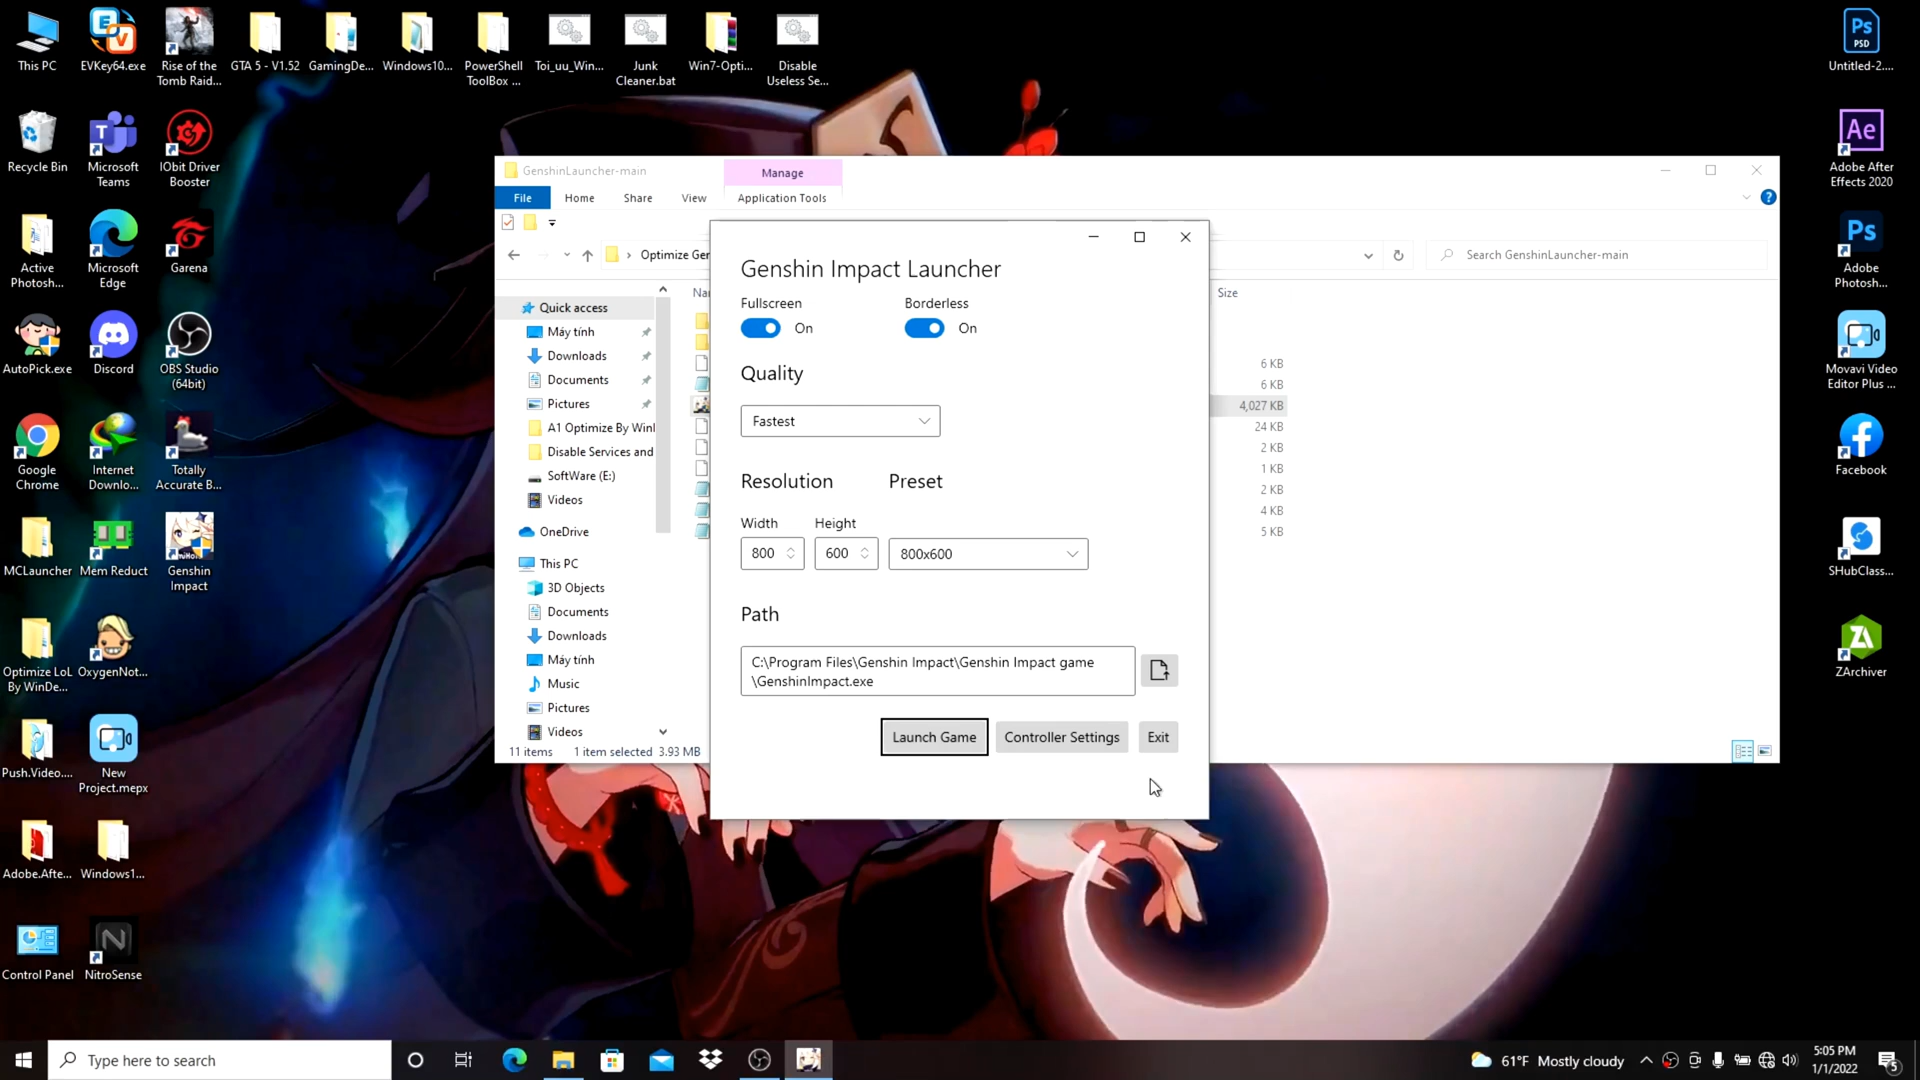 This PC
EVKey64.exe
Rise of the
Tomb Raid...
GTA 5 - V1.52
GamingDe...
Windows10...
PowerShell
ToolBox ...
Toi_uu_Win...
Junk
Cleaner.bat
Win7-Opti...
Disable
Useless Se...
Untitled-2....
Recycle Bin
Microsoft
Teams
IObit Driver
Booster
Adobe After
Effects 2020
Active
Photosh...
Microsoft
Edge
Garena
Adobe
Photosh...
AutoPick.exe
Discord
OBS Studio
(64bit)
Movavi Video
Editor Plus ...
Google
Chrome
Internet
Downlo...
Totally
Accurate B...
Facebook
MCLauncher
Mem Reduct
Genshin
Impact
SHubClass...
Optimize LoL
By WinDe...
OxygenNot...
ZArchiver
Push.Video....
New
Project.mepx
Adobe.Afte...
Windows1...
Control Panel
NitroSense
GenshinLauncher-main
Manage
File
Home
Share
View
Application Tools
Optimize Ger
Search GenshinLauncher-main
Size
Quick access
Máy tính
Downloads
Documents
Pictures
A1 Optimize By Winl
Disable Services and
SoftWare (E:)
Videos
OneDrive
This PC
3D Objects
Documents
Downloads
Máy tính
Music
Pictures
Videos
6 KB
6 KB
4,027 KB
24 KB
2 KB
1 KB
2 KB
4 KB
5 KB
11 items
1 item selected 3.93 MB
Genshin Impact Launcher
Fullscreen
Borderless
On
On
Quality
Fastest
Resolution
Preset
Width
Height
800
600
800x600
Path
C:\Program Files\Genshin Impact\Genshin Impact game
\GenshinImpact.exe
Launch Game
Controller Settings
Exit
Type here to search
61°F Mostly cloudy
5:05 PM
1/1/2022
5